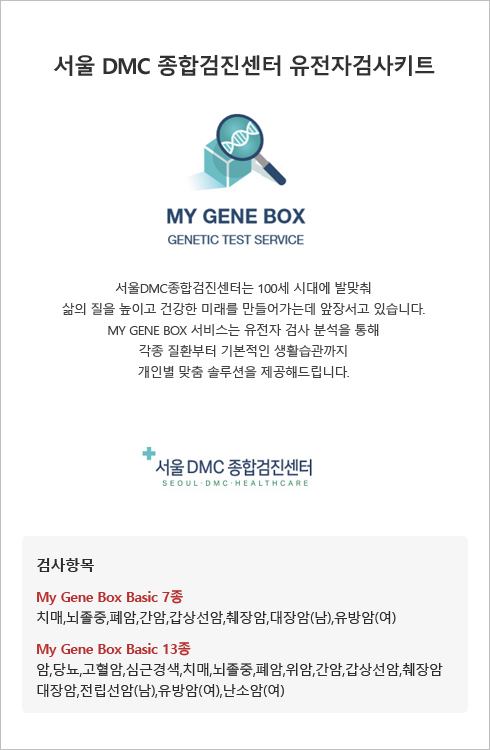 서울 DMC 종합검진센터 유전자검사키트
MY GENE BOX
GENETIC TEST SERVICE
서울DMC종합검진센터는 100세 시대에 발맞춰
삶의 질을 높이고 건강한 미래를 만들어가는데 앞장서고 있습니다.
MY GENE BOX 서비스는 유전자 검사 분석을 통해
각종 질환부터 기본적인 생활습관까지
개인별 맞춤 솔루션을 제공해드립니다.
서울 DMC 종합검진센터
SEOUL·DMC·HEALTHCARE
검사항목
My Gene Box Basic 7종
치매,뇌졸중,폐암,간암,갑상선암,췌장암,대장암(남),유방암(여)
My Gene Box Basic 13종
암,당뇨,고혈압,심근경색,치매,뇌졸중,폐암,위암,간암,갑상선암,췌장암
대장암,전립선암(남),유방암(여),난소암(여)